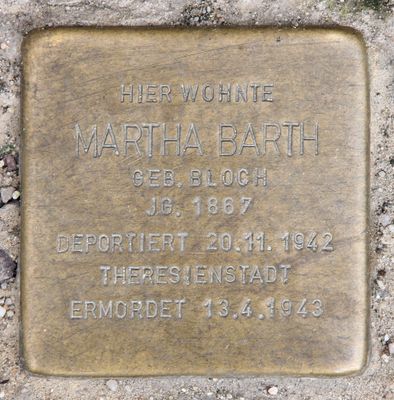 HIER WOHNTE
MARTHA BARTH
GEB. BLOCH
JG. 1867
DEPORTIERT 20.11. 1942
THERESIENSTADT
ERMORDET 13.4.1943